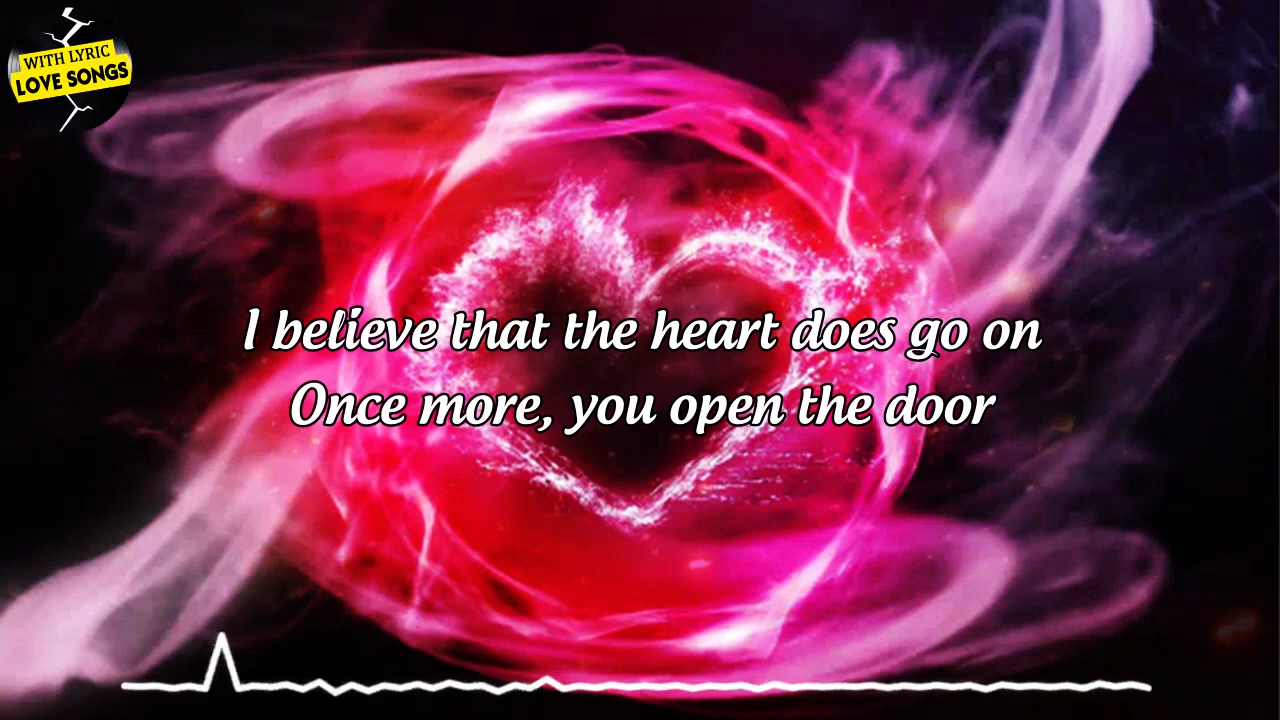 WITH LYRIC
LOVE SONGS
I believe that the heart does go on
Once more, you open the door